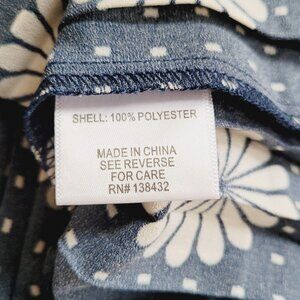 SHELL: 100% POLYESTER
MADE IN CHINA
SEE REVERSE
FOR CARE
RN# 138432